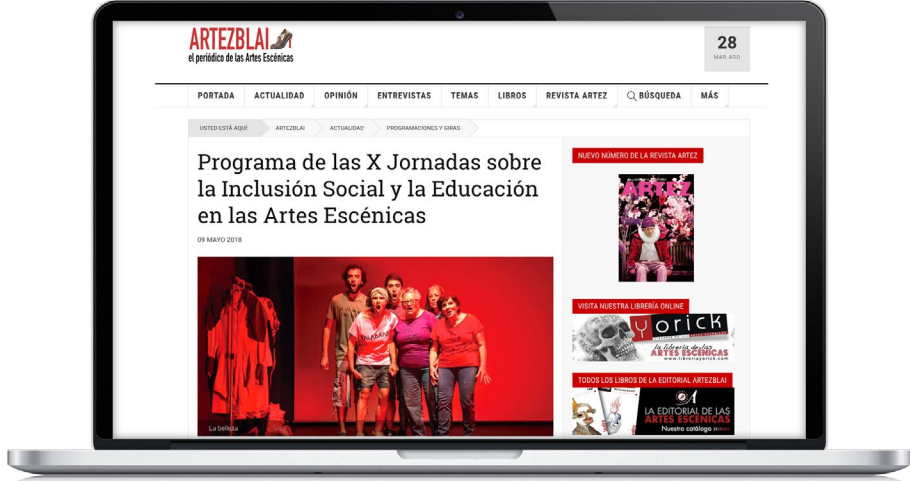 ARTEZBLAI
el periódico de las Artes Escénicas
28
MAR, AGO
PORTADA ACTUALIDAD OPINIÓN ENTREVISTAS TEMAS LIBROS REVISTA ARTEZ BÚSQUEDA MÁS
USTED ESTÁ AQUÍ: ARTEZBLAI ACTUALIDAD PROGRAMACIONES Y GIRAS
Programa de las X Jornadas sobre
la Inclusión Social y la Educación
en las Artes Escénicas
09 MAYO 2018
La belleza
NUEVO NÚMERO DE LA REVISTA ARTEZ
ARTEZ
VISITA NUESTRA LIBRERÍA ONLINE
Yorick
la librería de las
ARTES ESCÉNICAS
www.libreriayorick.com
TODOS LOS LIBROS DE LA EDITORIAL ARTEZBLAI
LA EDITORIAL DE LAS
ARTES ESCÉNICAS
Nuestro catálogo